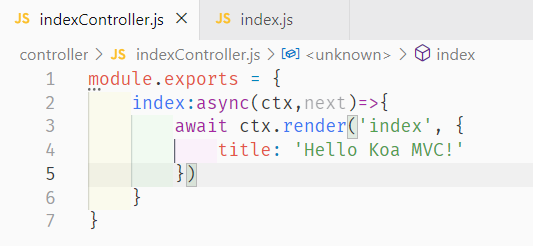 JS indexController.js ×
JS index.js
controller > JS indexController.js > <unknown> > index
1 module.exports = {
2 index:async(ctx,next)=>{
3 await ctx.render('index', {
4 title: 'Hello Koa MVC!'
5 })
6 }
7 }